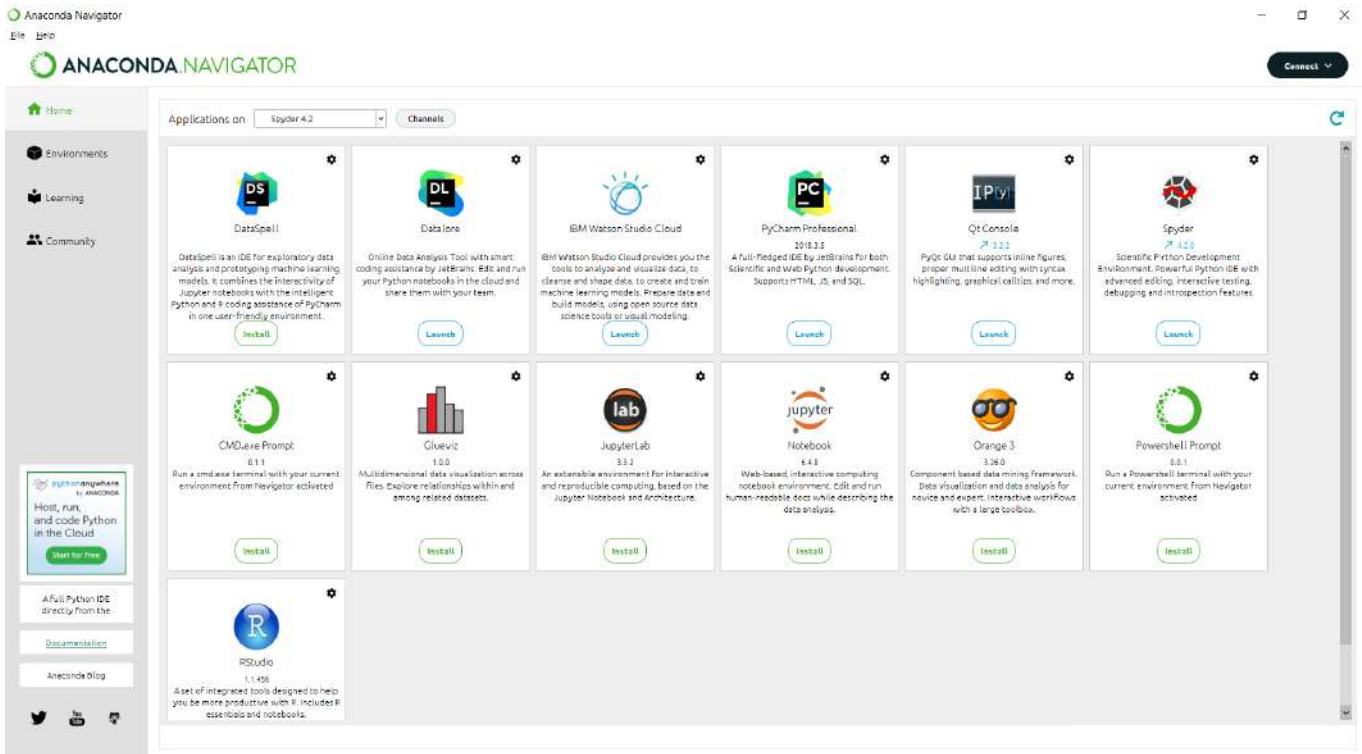 Anaconda Navigator
File Help
ANACONDA.NAVIGATOR
Connect
Home
Environments
Learning
Community
Applications on Spyder 4.2 Channels
DS
DataSpell
DataSpell is an IDE for exploratory data
analysis and prototyping machine learning
models. It combines the interactivity of
Jupyter notebooks with the intelligent
Python and R coding assistance of PyCharm
in one user-friendly environment.
Install
DL
Datalore
Online Data Analysis Tool with smart
coding assistance by JetBrains. Edit and run
your Python notebooks in the cloud and
share them with your team.
Launch
IBM Watson Studio Cloud
IBM Watson Studio Cloud provides you the
tools to analyze and visualize data, to
cleanse and shape data, to create and train
machine learning models. Prepare data and
build models, using open source data
science tools or visual modeling.
Launch
PC
PyCharm Professional
2018.3.5
A full-fledged IDE by JetBrains for both
Scientific and Web Python development.
Supports HTML, JS, and SQL.
Launch
IP[y]
Qt Console
PyQt GUI that supports inline figures,
proper multiline editing with syntax
highlighting, graphical calltips, and more.
Launch
Spyder
4.2.0
Scientific PYthon Development
EnviRonment. Powerful Python IDE with
advanced editing, interactive testing,
debugging and introspection features
Launch
CMD.exe Prompt
0.1.1
Run a cmd.exe terminal with your current
environment from Navigator activated
Install
Glueviz
1.0.0
Multidimensional data visualization across
files. Explore relationships within and
among related datasets.
Install
lab
JupyterLab
3.3.2
An extensible environment for interactive
and reproducible computing, based on the
Jupyter Notebook and Architecture.
Install
jupyter
Notebook
6.4.8
Web-based, interactive computing
notebook environment. Edit and run
human-readable docs while describing the
data analysis.
Install
Orange 3
3.26.0
Component based data mining framework.
Data visualization and data analysis for
novice and expert. Interactive workflows
with a large toolbox.
Install
Powershell Prompt
0.0.1
Run a Powershell terminal with your
current environment from Navigator
activated
Install
R
RStudio
1.1.456
A set of integrated tools designed to help
you be more productive with R. Includes R
essentials and notebooks.
pythonanywhere
by ANACONDA
Host, run,
and code Python
in the Cloud
Start for Free
A full Python IDE
directly from the
Documentation
Anaconda Blog
You
Tube